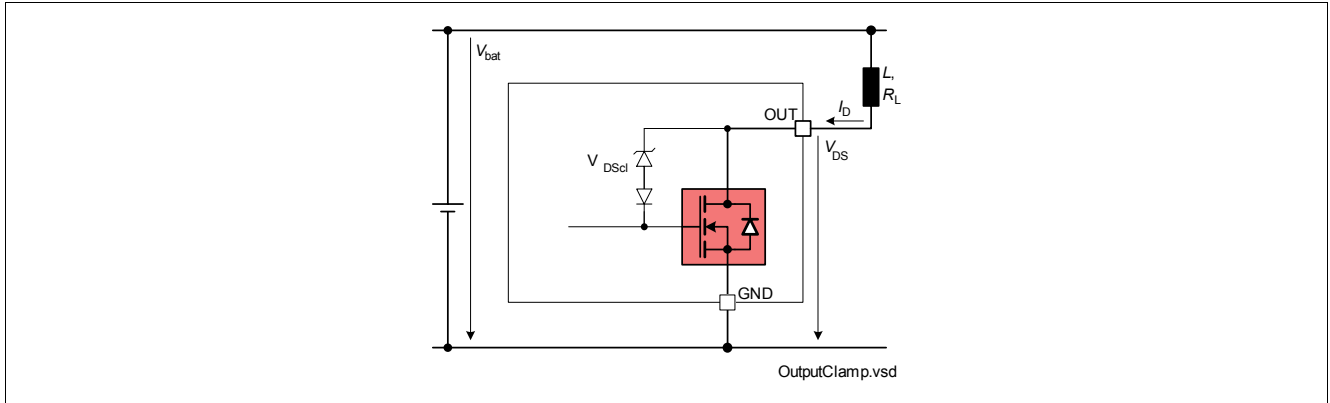 Vbat
L,
RL
OUT
ID
VDS
V DScl
GND
OutputClamp.vsd